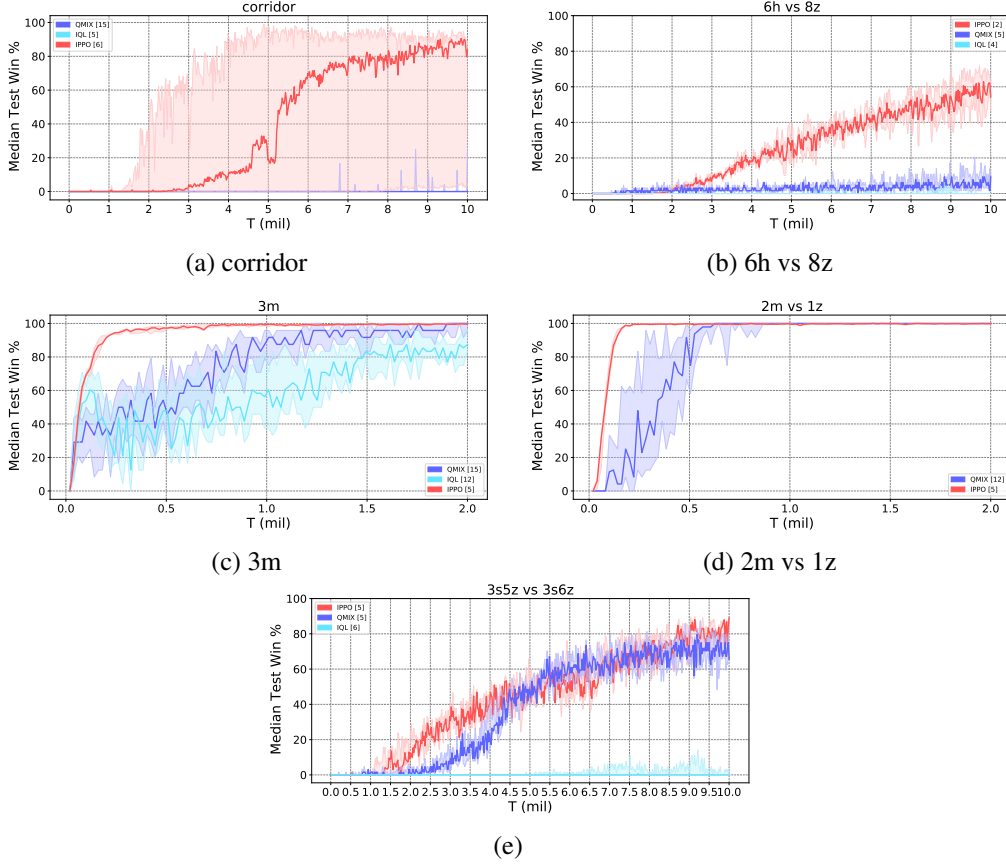 corridor
QMIX [15]
IQL [5]
IPPO [6]
Median Test Win %
100
80
60
40
20
0
0 1 2 3 4 5 6 7 8 9 10
T (mil)
(a) corridor
6h vs 8z
IPPO [2]
QMIX [5]
IQL [4]
Median Test Win %
100
80
60
40
20
0
0 1 2 3 4 5 6 7 8 9 10
T (mil)
(b) 6h vs 8z
3m
Median Test Win %
100
80
60
40
20
0
QMIX [15]
IQL [12]
IPPO [5]
0.0 0.5 1.0 1.5 2.0
T (mil)
(c) 3m
2m vs 1z
Median Test Win %
100
80
60
40
20
0
QMIX [12]
IPPO [5]
0.0 0.5 1.0 1.5 2.0
T (mil)
(d) 2m vs 1z
3s5z vs 3s6z
IPPO [5]
QMIX [5]
IQL [6]
Median Test Win %
100
80
60
40
20
0
0.0 0.5 1.0 1.5 2.0 2.5 3.0 3.5 4.0 4.5 5.0 5.5 6.0 6.5 7.0 7.5 8.0 8.5 9.0 9.5 10.0
T (mil)
(e)